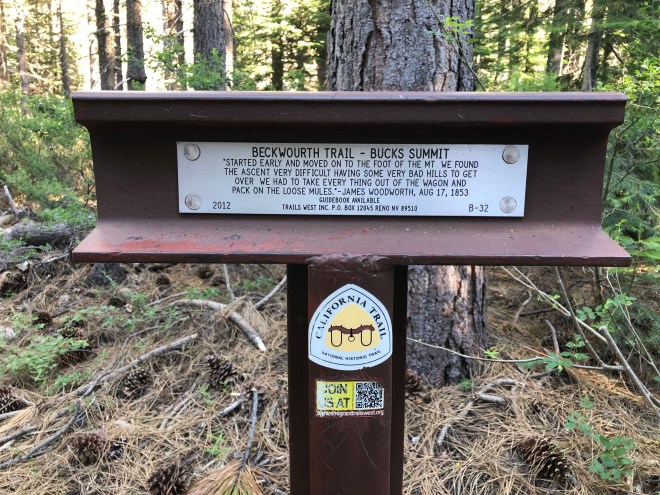 BECKWOURTH TRAIL - BUCKS SUMMIT
"STARTED EARLY AND MOVED ON TO THE FOOT OF THE MT. WE FOUND
THE ASCENT VERY DIFFICULT HAVING SOME VERY BAD HILLS TO GET
OVER. WE HAD TO TAKE EVERY THING OUT OF THE WAGON AND
PACK ON THE LOOSE MULES."-JAMES WOODWORTH, AUG 17, 1853
GUIDEBOOK AVAILABLE
2012 TRAILS WEST INC. P.O. BOX 12045 RENO NV 89510 B-32
CALIFORNIA TRAIL
NATIONAL HISTORIC TRAIL
JOIN
US AT
emigranttrailswest.org